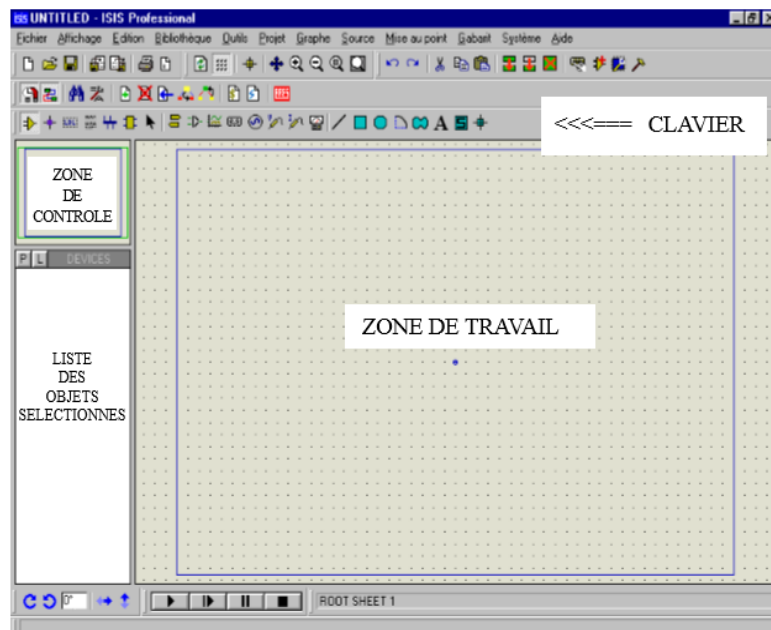 ISIS UNTITLED - ISIS Professional
Fichier Affichage Edition Bibliothèque Outils Projet Graphe Source Mise au point Gabarit Système Aide
<<<=== CLAVIER
ZONE
DE
CONTROLE
P L DEVICES
ZONE DE TRAVAIL
LISTE
DES
OBJETS
SELECTIONNES
0°
ROOT SHEET 1